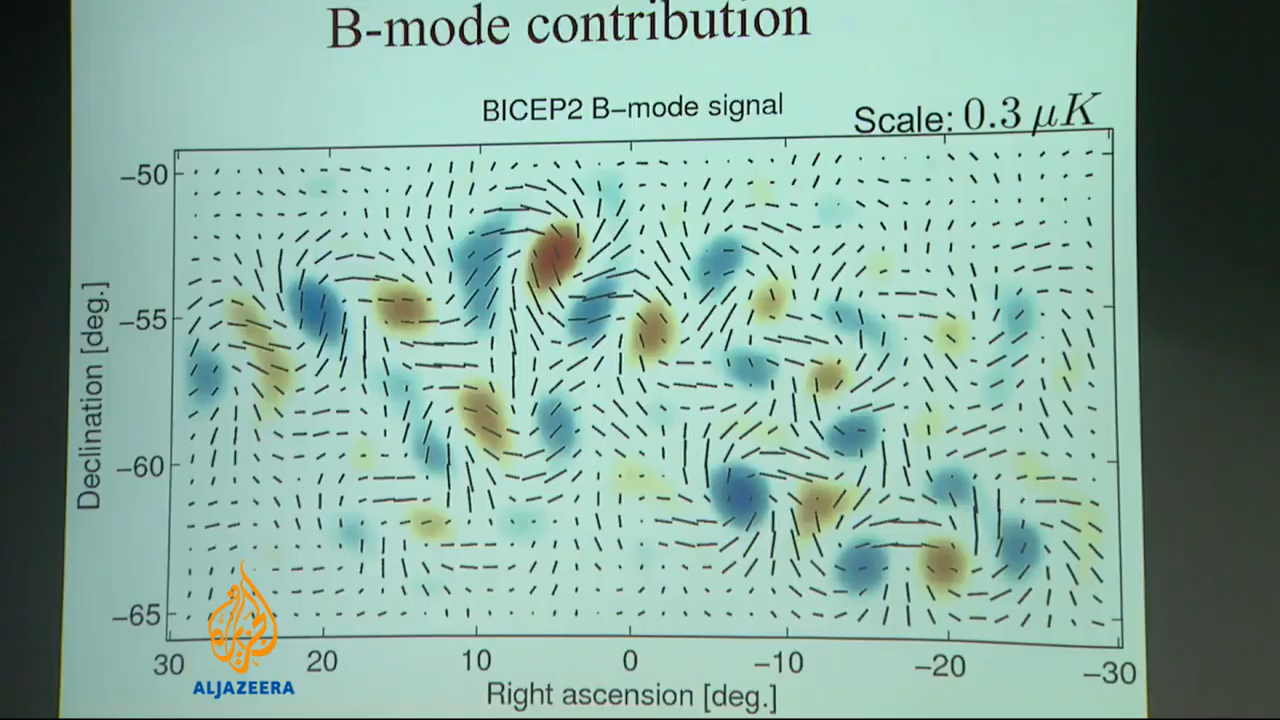 B-mode contribution
BICEP2 B−mode signal
Scale: 0.3 μK
−50
−55
−60
−65
Declination [deg.]
30
20
10
0
−10
−20
−30
Right ascension [deg.]
الجزيرة
ALJAZEERA